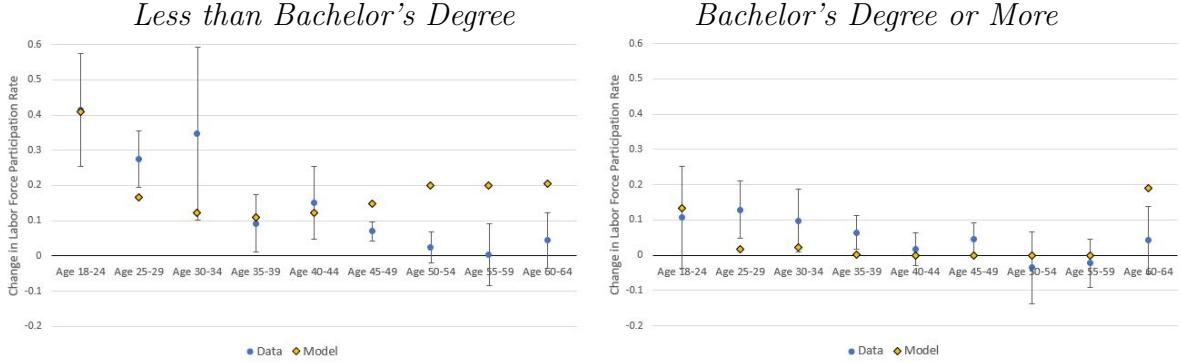 Less than Bachelor's Degree
Change in Labor Force Participation Rate
0.6
0.5
0.4
0.3
0.2
0.1
0
-0.1
-0.2
Age 18-24 Age 25-29 Age 30-34 Age 35-39 Age 40-44 Age 45-49 Age 50-54 Age 55-59 Age 60-64
Data Model
Bachelor's Degree or More
Change in Labor Force Participation Rate
0.6
0.5
0.4
0.3
0.2
0.1
0
-0.1
-0.2
Age 18-24 Age 25-29 Age 30-34 Age 35-39 Age 40-44 Age 45-49 Age 50-54 Age 55-59 Age 60-64
Data Model